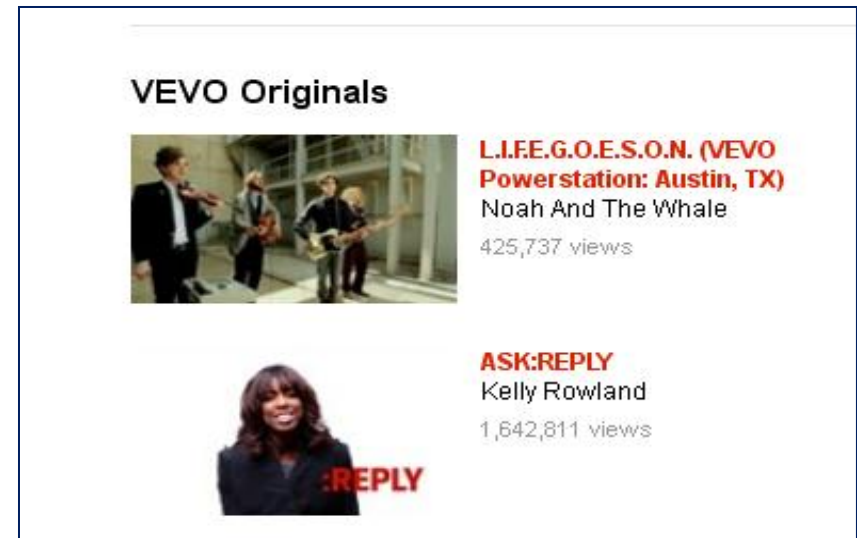 VEVO Originals
L.I.F.E.G.O.E.S.O.N. (VEVO
Powerstation: Austin, TX)
Noah And The Whale
425,737 views
ASK:REPLY
Kelly Rowland
1,642,811 views
:REPLY